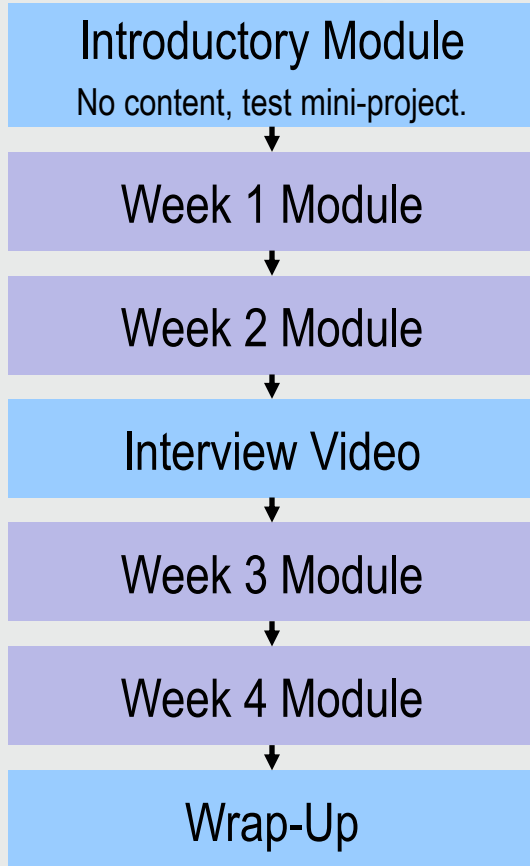 Introductory Module
No content, test mini-project.
Week 1 Module
Week 2 Module
Interview Video
Week 3 Module
Week 4 Module
Wrap-Up